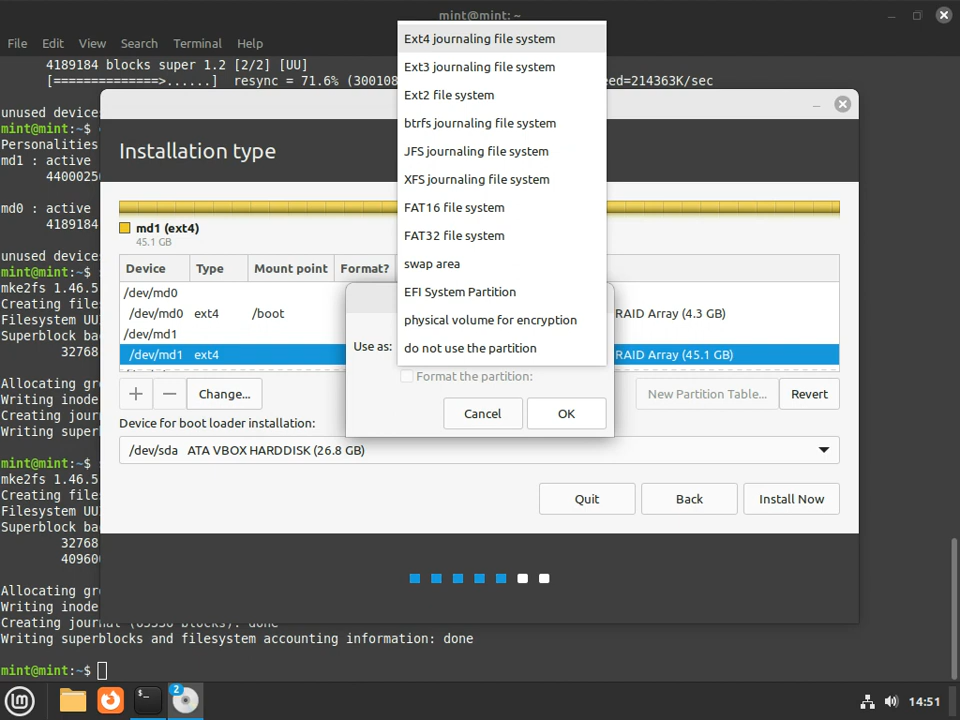 mint@mint: ~
File Edit View Search Terminal Help
4189184 blocks super 1.2 [2/2] [UU]
[==============>......] resync = 71.6% (30010 eed=214363K/sec
unused device
mint@mint:~$
Personalities
md1 : active
4400025
md0 : active
4189184
unused device
mint@mint:~$
mke2fs 1.46.5
Creating file
Filesystem UU
Superblock ba
32768
Allocating gr
Writing inode
Creating jour
Writing super
mint@mint:~$
mke2fs 1.46.5
Creating file
Filesystem UU
Superblock ba
32768
40960
Allocating gr
Writing inode
Creating journal (65536 blocks): done
Writing superblocks and filesystem accounting information: done
mint@mint:~$
Installation type
md1 (ext4)
45.1 GB
Device Type Mount point Format?
/dev/md0
/dev/md0 ext4 /boot RAID Array (4.3 GB)
/dev/md1
/dev/md1 ext4 RAID Array (45.1 GB)
+ − Change... New Partition Table... Revert
Device for boot loader installation:
/dev/sda ATA VBOX HARDDISK (26.8 GB)
Quit Back Install Now
Use as:
Ext4 journaling file system
Ext3 journaling file system
Ext2 file system
btrfs journaling file system
JFS journaling file system
XFS journaling file system
FAT16 file system
FAT32 file system
swap area
EFI System Partition
physical volume for encryption
do not use the partition
Format the partition:
Cancel OK
2
14:51